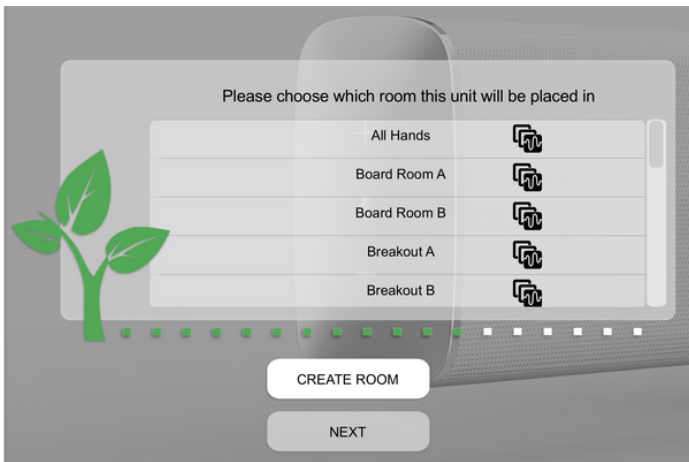 Please choose which room this unit will be placed in
All Hands
Board Room A
Board Room B
Breakout A
Breakout B
CREATE ROOM
NEXT